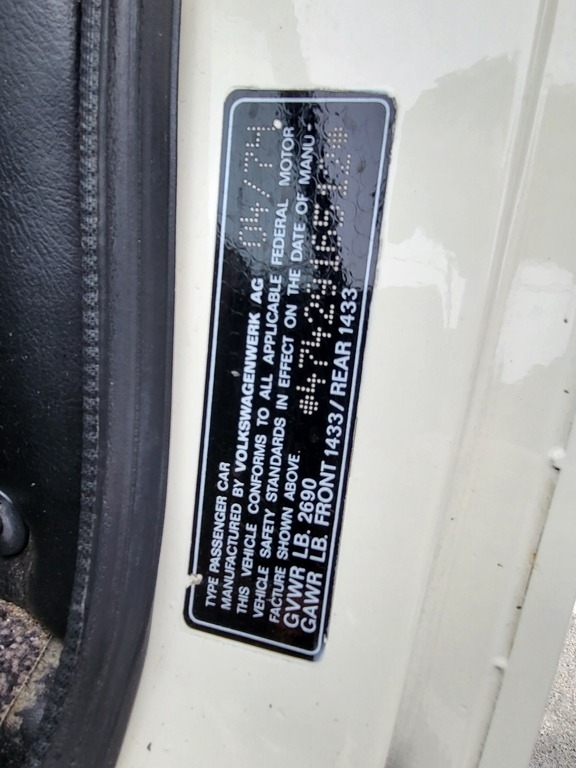 TYPE PASSENGER CAR
MANUFACTURED BY VOLKSWAGENWERK AG 04/74
THIS VEHICLE CONFORMS TO ALL APPLICABLE FEDERAL MOTOR
VEHICLE SAFETY STANDARDS IN EFFECT ON THE DATE OF MANU-
FACTURE SHOWN ABOVE.
GVWR LB. 2690
GAWR LB. FRONT 1433/REAR 1433